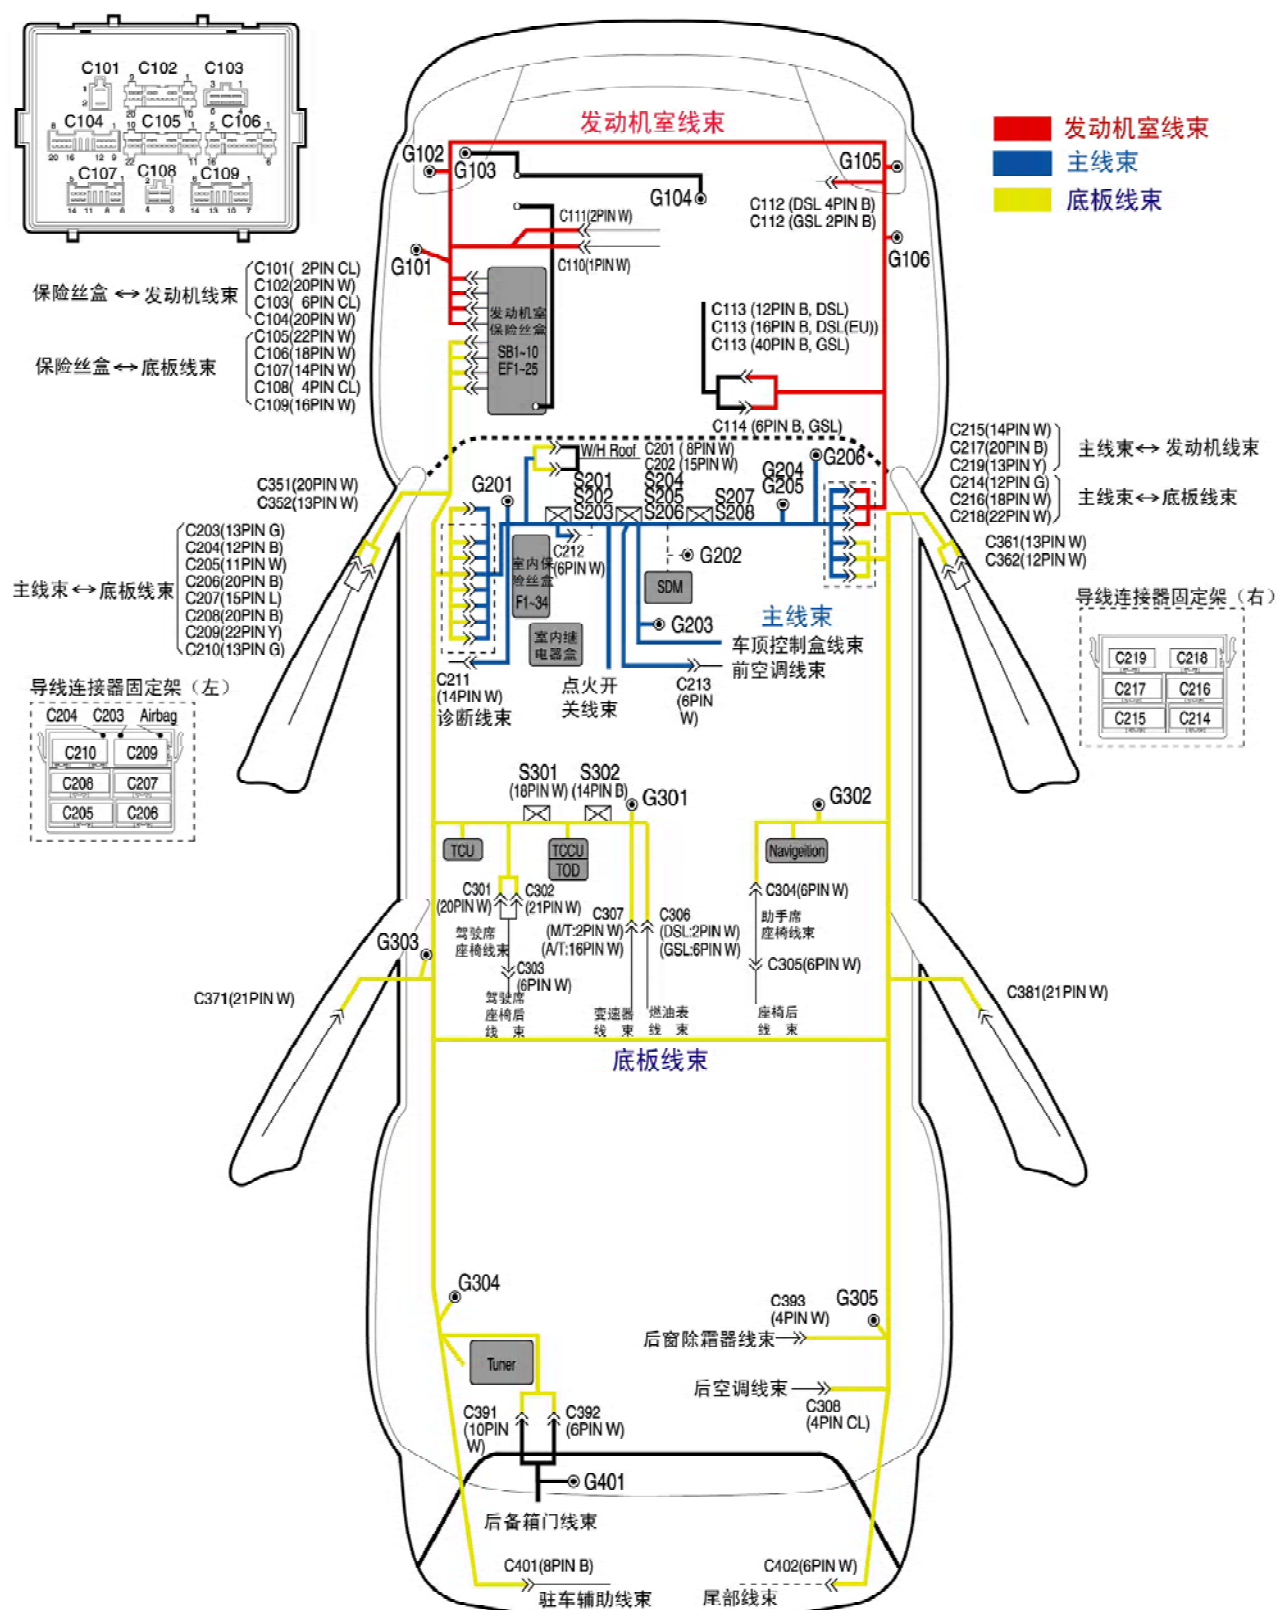 C101
C102
C103
C104
C105
C106
C107
C108
C109
发动机室线束
发动机室线束
主线束
底板线束
G102
G103
G104
G105
C112 (DSL 4PIN B)
C112 (GSL 2PIN B)
G106
C111(2PIN W)
C110(1PIN W)
G101
保险丝盒 ↔ 发动机线束
C101( 2PIN CL)
C102(20PIN W)
C103( 6PIN CL)
C104(20PIN W)
保险丝盒 ↔ 底板线束
C105(22PIN W)
C106(18PIN W)
C107(14PIN W)
C108( 4PIN CL)
C109(16PIN W)
发动机室
保险丝盒
SB1~10
EF1~25
C113 (12PIN B, DSL)
C113 (16PIN B, DSL(EU))
C113 (40PIN B, GSL)
C114 (6PIN B, GSL)
C215(14PIN W)
C217(20PIN B)
C219(13PIN Y)
主线束↔ 发动机线束
C214(12PIN G)
C216(18PIN W)
C218(22PIN W)
主线束↔ 底板线束
C361(13PIN W)
C362(12PIN W)
W/H Roof
C201 ( 8PIN W)
C202 (15PIN W)
S201
S202
S203
S204
S205
S206
S207
S208
G204
G205
G206
G201
C351(20PIN W)
C352(13PIN W)
主线束 ↔ 底板线束
C203(13PIN G)
C204(12PIN B)
C205(11PIN W)
C206(20PIN B)
C207(15PIN L)
C208(20PIN B)
C209(22PIN Y)
C210(13PIN G)
C212
(6PIN W)
室内保
险丝盒
F1~34
室内继
电器盒
G202
SDM
G203
主线束
车顶控制盒线束
前空调线束
C211
(14PIN W)
诊断线束
点火开
关线束
C213
(6PIN
W)
导线连接器固定架（左）
C204
C203
Airbag
C210
C209
C208
C207
C205
C206
导线连接器固定架（右）
C219
C218
C217
C216
C215
C214
S301
(18PIN W)
S302
(14PIN B)
G301
G302
TCU
TCCU
TOD
Navigeition
C301
(20PIN W)
C302
(21PIN W)
驾驶席
座椅线束
C303
(6PIN W)
驾驶席
座椅后
线 束
C307
(M/T:2PIN W)
(A/T:16PIN W)
C306
(DSL:2PIN W)
(GSL:6PIN W)
变速器
线 束
燃油表
线 束
C304(6PIN W)
助手席
座椅线束
C305(6PIN W)
座椅后
线 束
G303
C371(21PIN W)
C381(21PIN W)
底板线束
G304
Tuner
C393
(4PIN W)
G305
后窗除霜器线束
后空调线束
C308
(4PIN CL)
C391
(10PIN
W)
C392
(6PIN W)
G401
后备箱门线束
C401(8PIN B)
驻车辅助线束
C402(6PIN W)
尾部线束